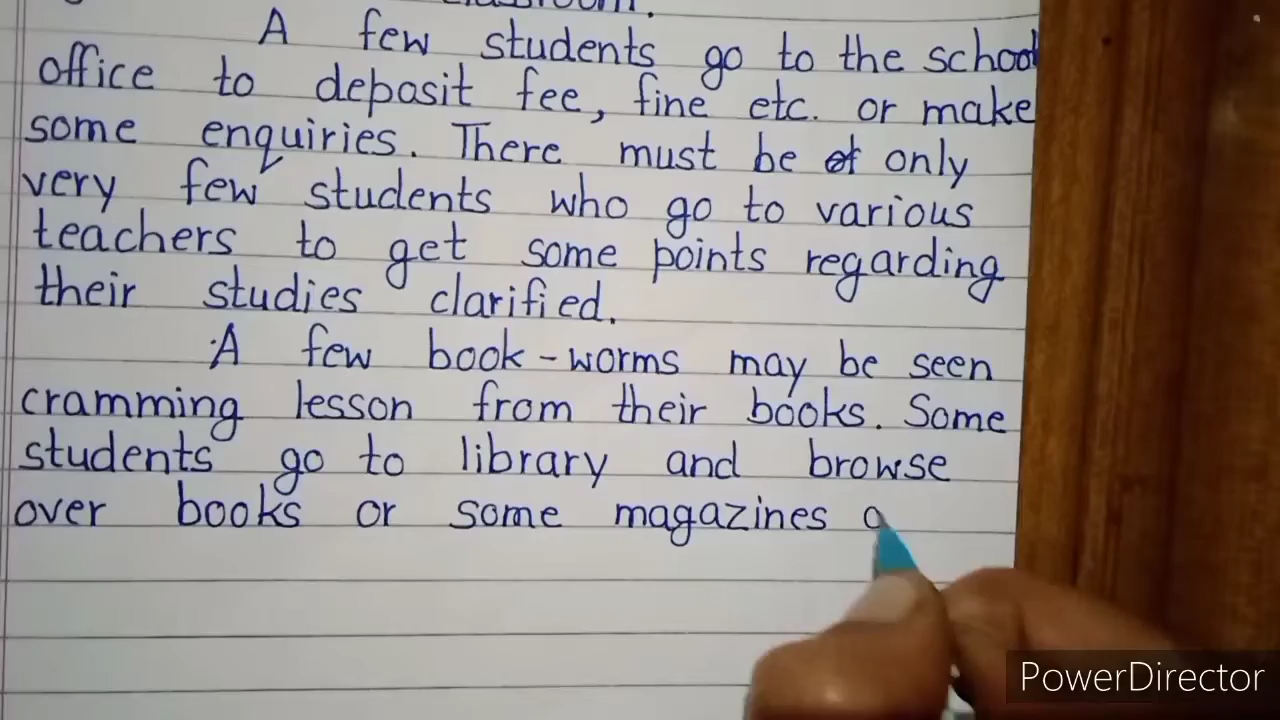 classroom.
A few students go to the school
office to deposit fee, fine etc. or make
some enquiries. There must be only
very few students who go to various
teachers to get some points regarding
their studies clarified.
A few book-worms may be seen
cramming lesson from their books. Some
students go to library and browse
over books or some magazines
PowerDirector